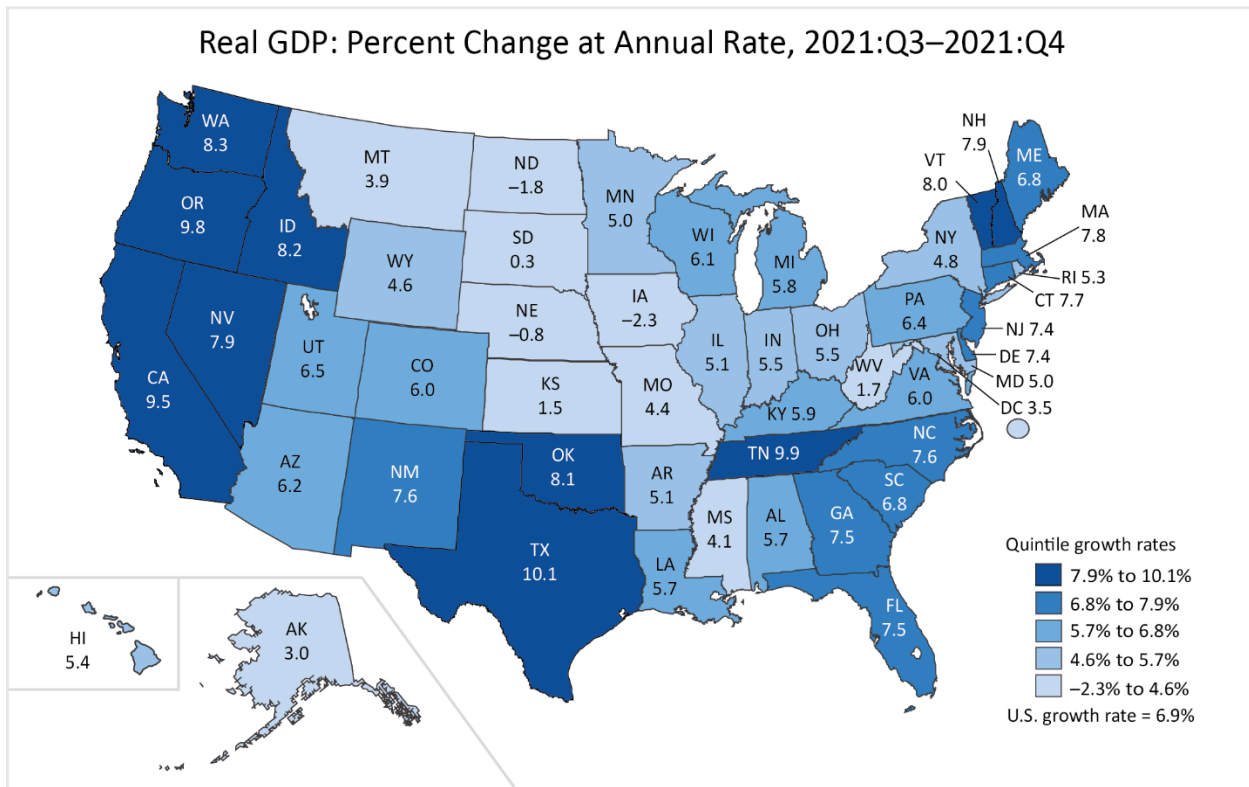 Real GDP: Percent Change at Annual Rate, 2021:Q3–2021:Q4
WA
8.3
OR
9.8
ID
8.2
MT
3.9
ND
–1.8
MN
5.0
SD
0.3
WY
4.6
NE
–0.8
IA
–2.3
WI
6.1
MI
5.8
NH
7.9
VT
8.0
ME
6.8
MA
7.8
NY
4.8
RI 5.3
CT 7.7
PA
6.4
NJ 7.4
DE 7.4
MD 5.0
DC 3.5
NV
7.9
UT
6.5
CO
6.0
CA
9.5
KS
1.5
MO
4.4
IL
5.1
IN
5.5
OH
5.5
WV
1.7
VA
6.0
KY 5.9
AZ
6.2
NM
7.6
OK
8.1
AR
5.1
TN 9.9
NC
7.6
SC
6.8
MS
4.1
AL
5.7
GA
7.5
TX
10.1
LA
5.7
FL
7.5
HI
5.4
AK
3.0
Quintile growth rates
7.9% to 10.1%
6.8% to 7.9%
5.7% to 6.8%
4.6% to 5.7%
–2.3% to 4.6%
U.S. growth rate = 6.9%